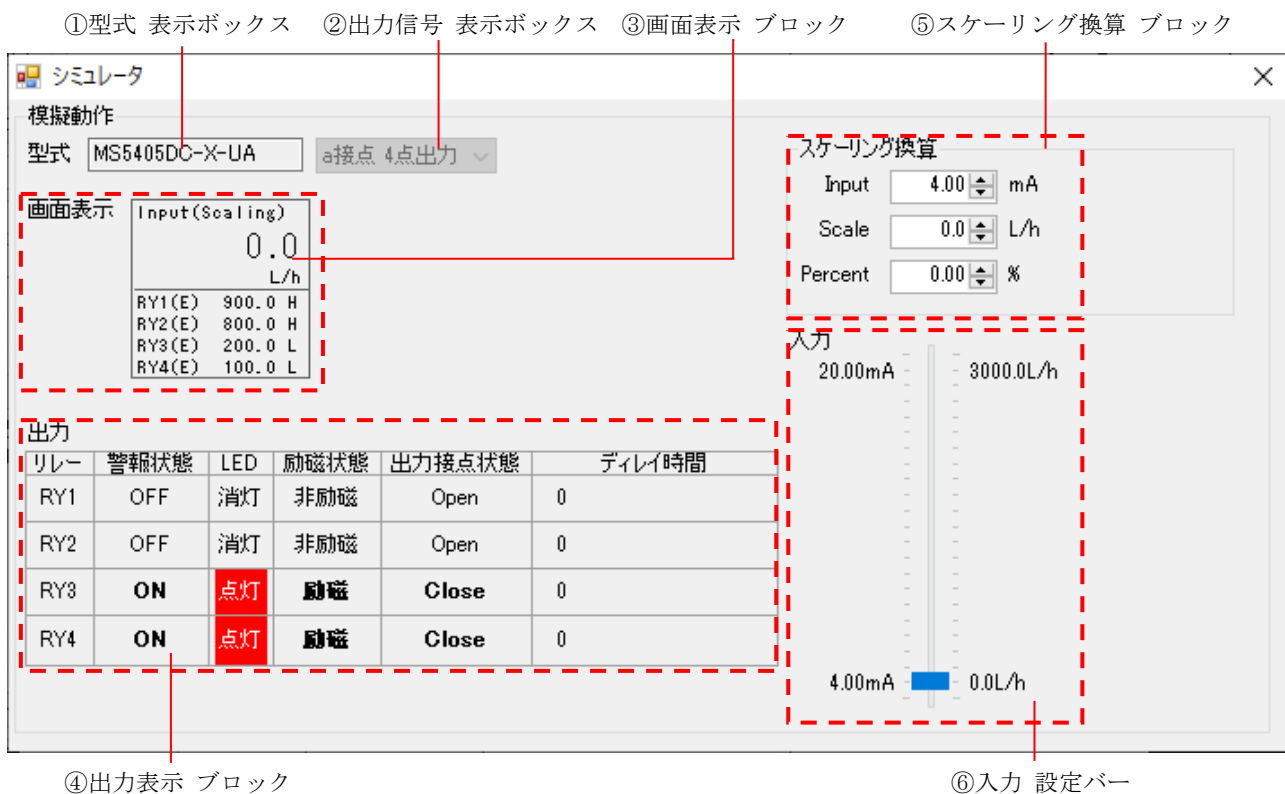 ①型式 表示ボックス ②出力信号 表示ボックス ③画面表示 ブロック ⑤スケーリング換算 ブロック
シミュレータ
模擬動作
型式 MS5405DC-X-UA a接点 4点出力
画面表示
Input(Scaling)
0.0
L/h
RY1(E) 900.0 H
RY2(E) 800.0 H
RY3(E) 200.0 L
RY4(E) 100.0 L
スケーリング換算
Input 4.00 mA
Scale 0.0 L/h
Percent 0.00 %
入力
20.00mA 3000.0L/h
4.00mA 0.0L/h
出力
リレー 警報状態 LED 励磁状態 出力接点状態 ディレイ時間
RY1 OFF 消灯 非励磁 Open 0
RY2 OFF 消灯 非励磁 Open 0
RY3 ON 点灯 励磁 Close 0
RY4 ON 点灯 励磁 Close 0
④出力表示 ブロック ⑥入力 設定バー